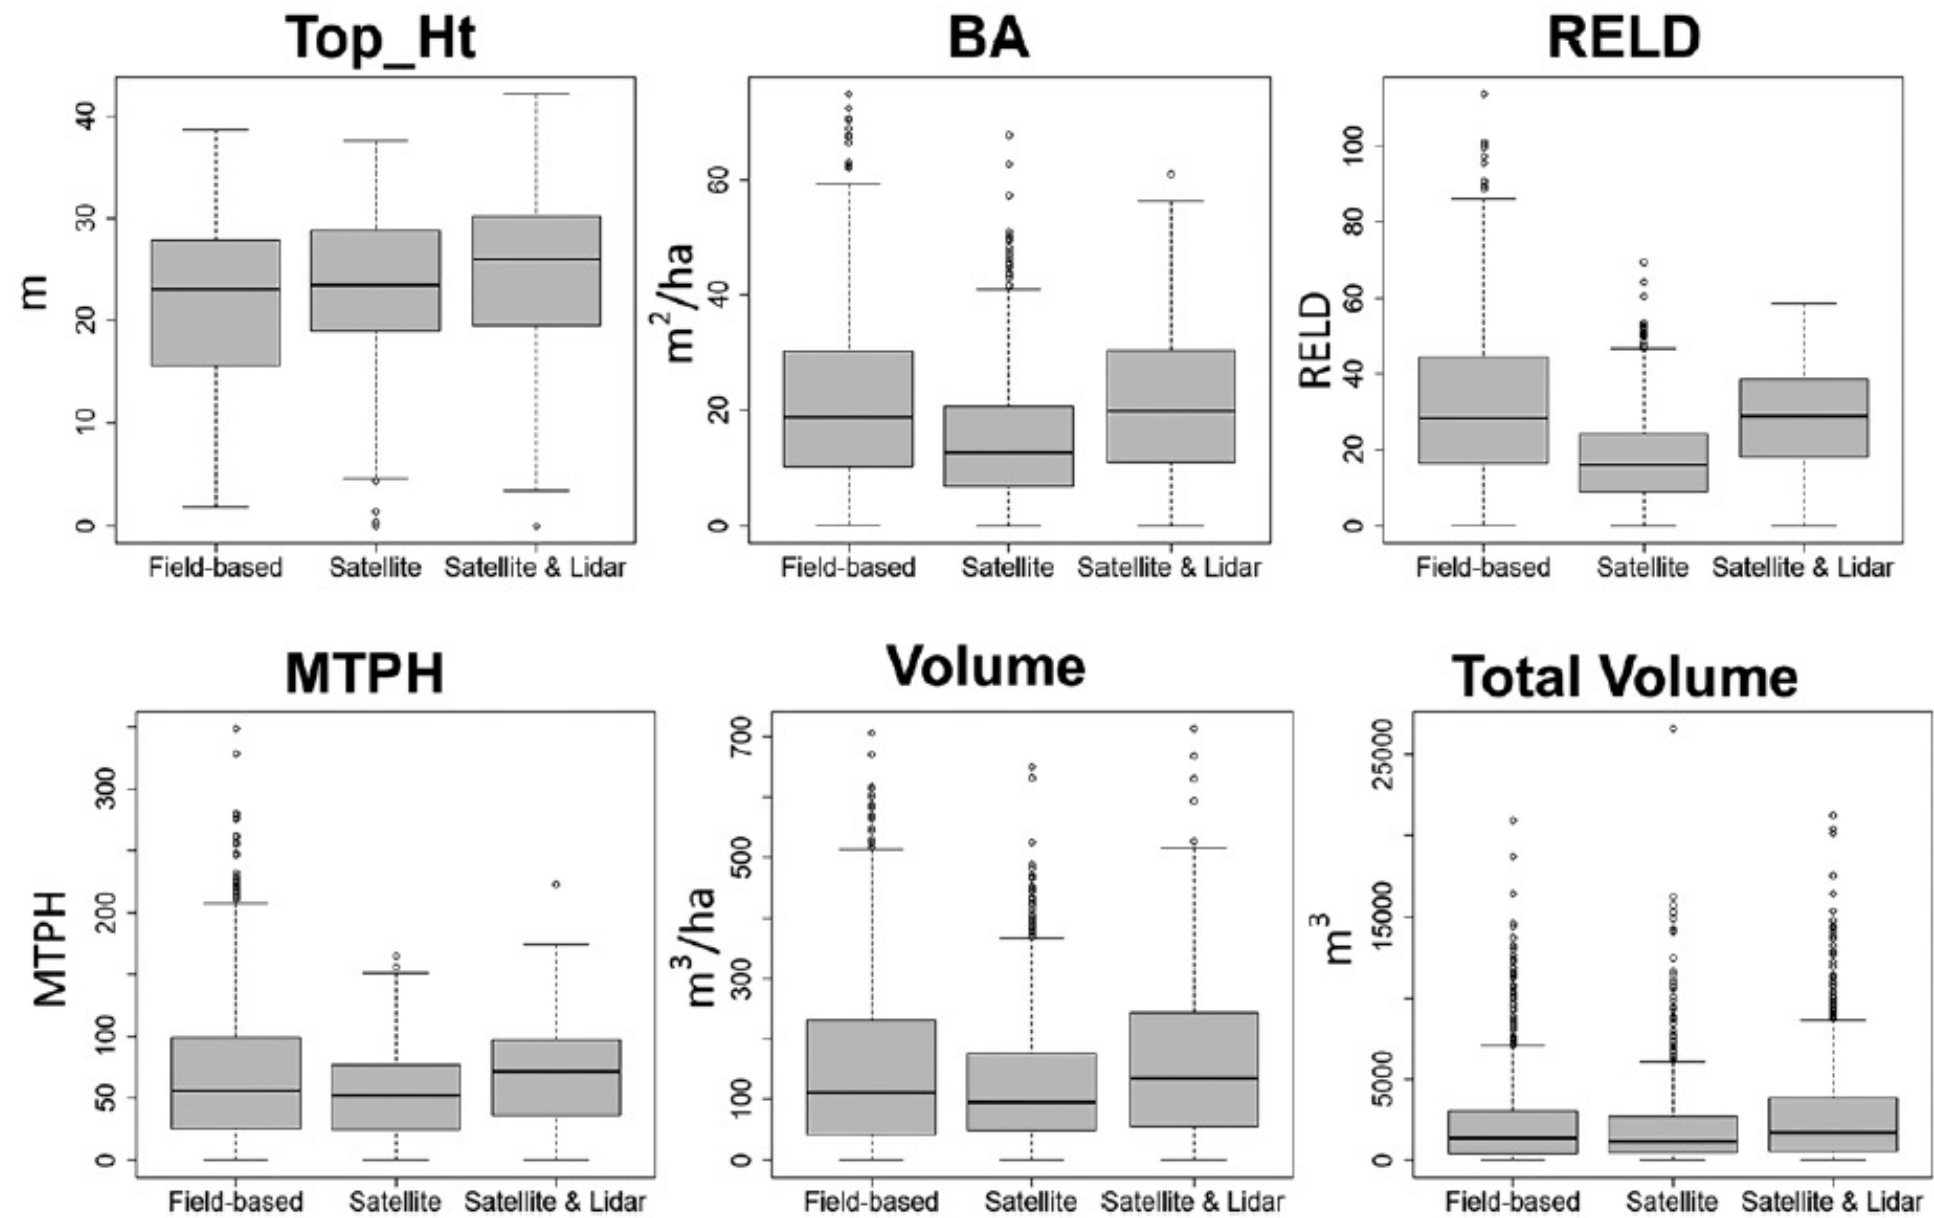 Top_Ht
BA
RELD
m
40
30
20
10
0
Field-based
Satellite
Satellite & Lidar
m²/ha
60
40
20
0
Field-based
Satellite
Satellite & Lidar
RELD
100
80
60
40
20
0
Field-based
Satellite
Satellite & Lidar
MTPH
Volume
Total Volume
MTPH
300
200
100
50
0
Field-based
Satellite
Satellite & Lidar
m³/ha
700
500
300
100
0
Field-based
Satellite
Satellite & Lidar
m³
25000
15000
5000
0
Field-based
Satellite
Satellite & Lidar